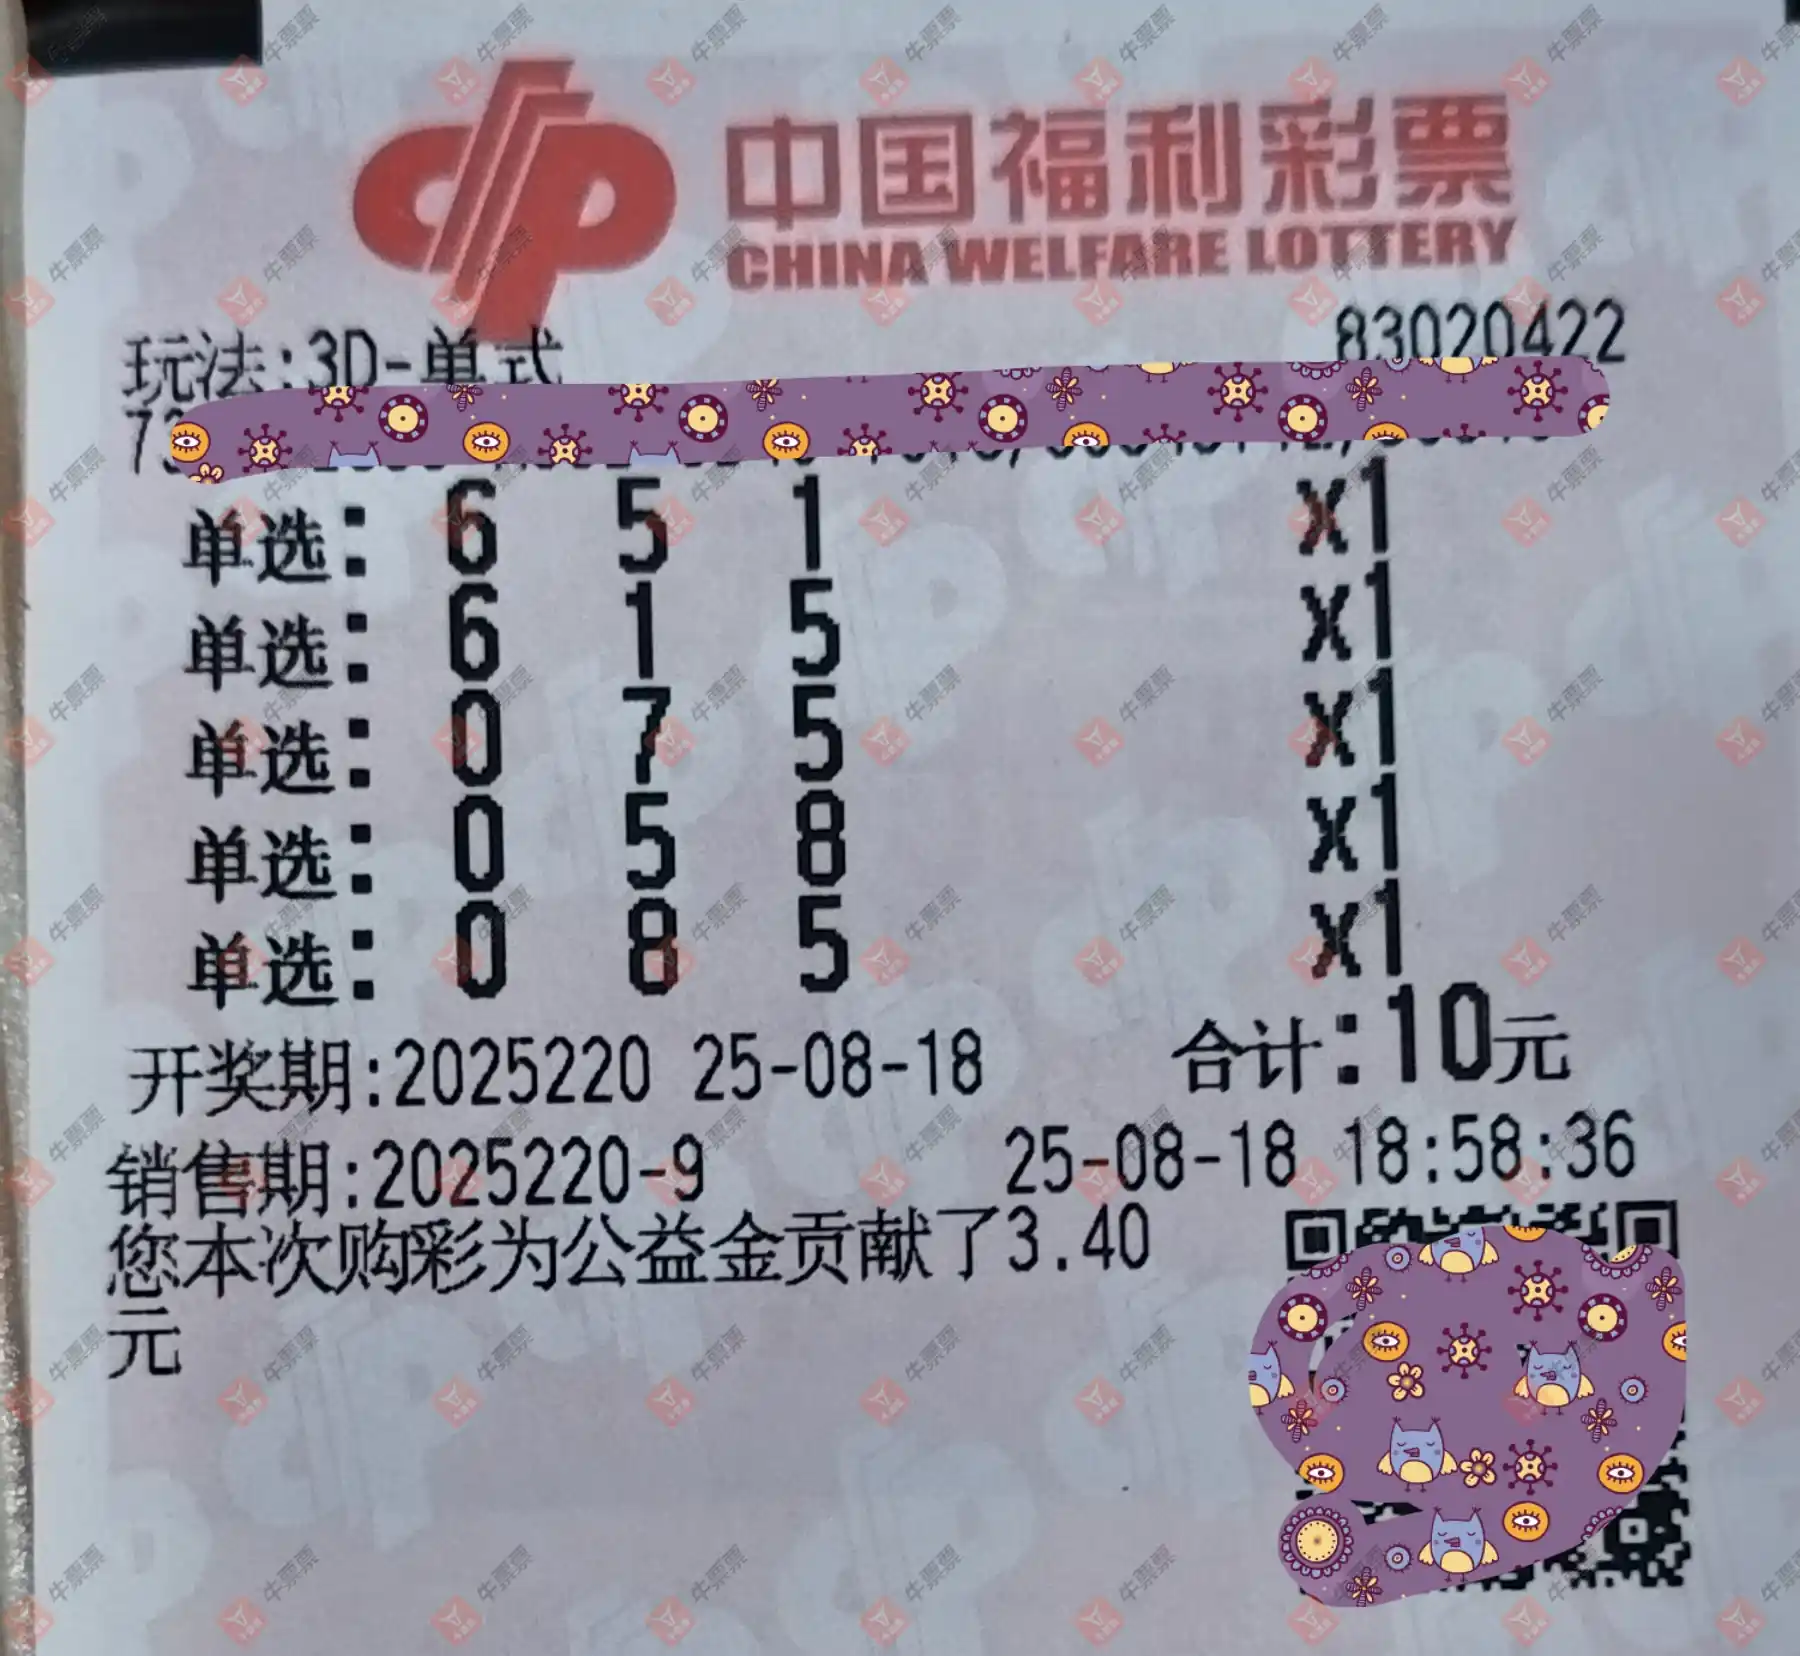 中国福利彩票
CHINA WELFARE LOTTERY
玩法:3D-单式 83020422
单选: 6 5 1 x1
单选: 6 1 5 x1
单选: 0 7 5 x1
单选: 0 5 8 x1
单选: 0 8 5 x1
开奖期:2025220 25-08-18 合计:10元
销售期:2025220-9 25-08-18 18:58:36
您本次购彩为公益金贡献了3.40
元
牛票票